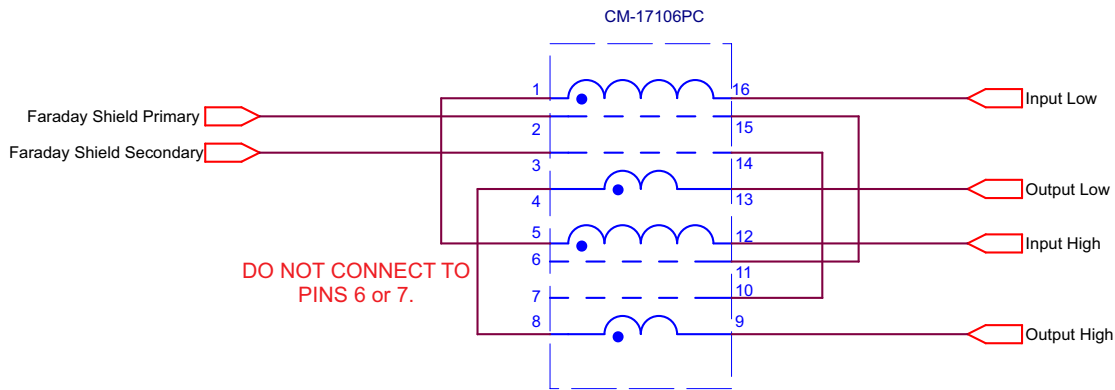 CM-17106PC
1
16
Input Low
Faraday Shield Primary
2
15
Faraday Shield Secondary
3
14
4
13
Output Low
5
12
Input High
6
11
DO NOT CONNECT TO
PINS 6 or 7.
7
10
8
9
Output High